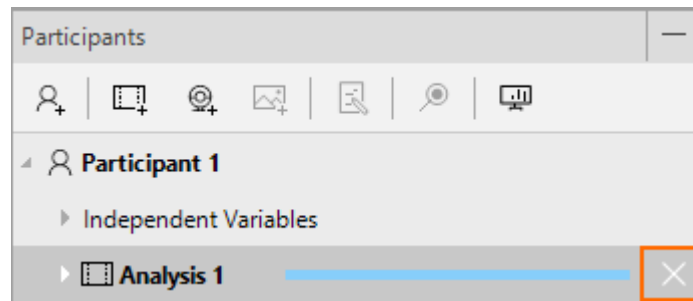 Participants
Participant 1
Independent Variables
Analysis 1